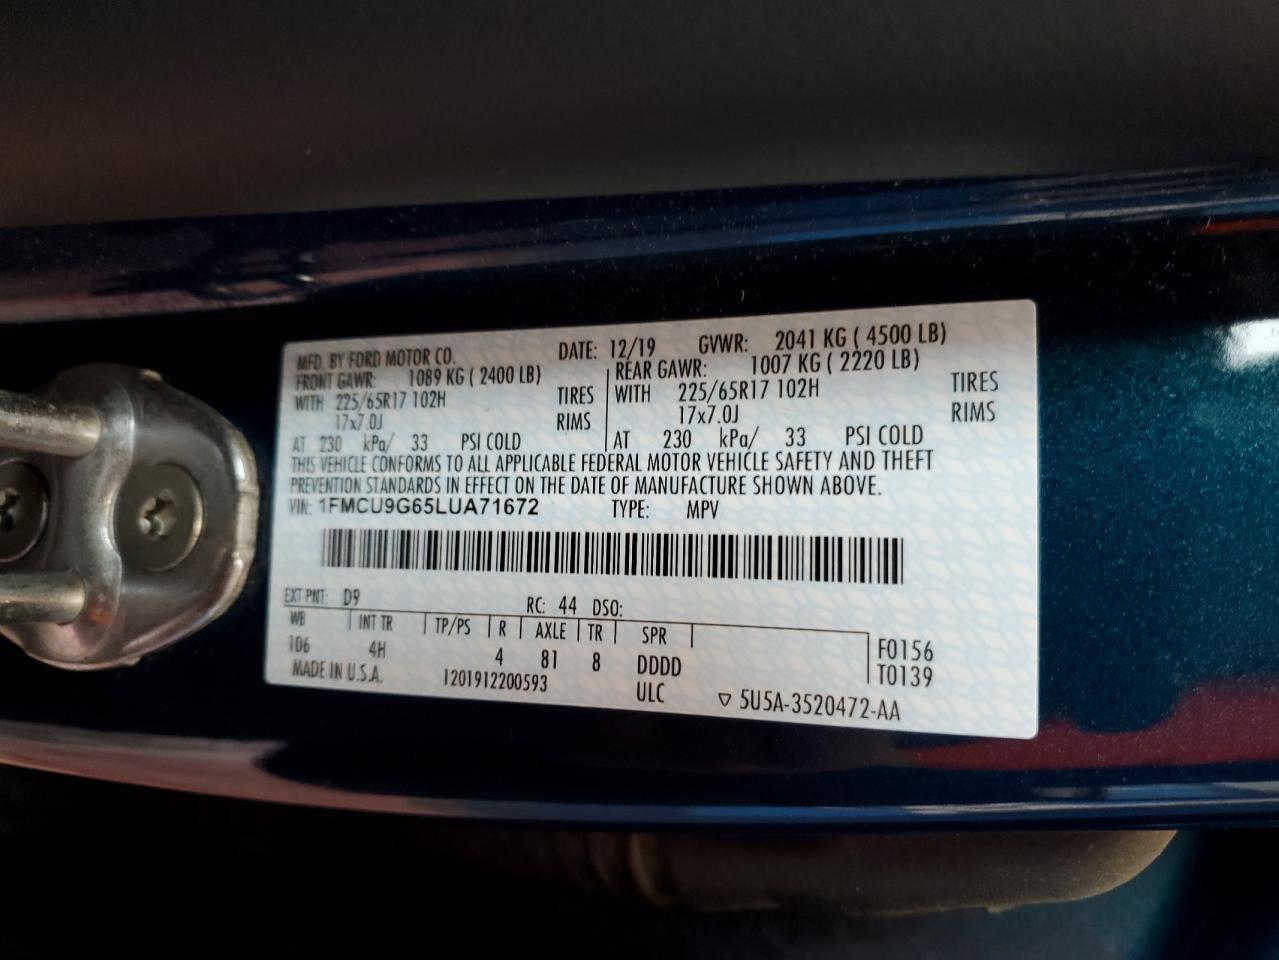 MFD. BY FORD MOTOR CO. DATE: 12/19 GVWR: 2041 KG ( 4500 LB)
FRONT GAWR: 1089 KG ( 2400 LB) REAR GAWR: 1007 KG ( 2220 LB)
WITH 225/65R17 102H TIRES WITH 225/65R17 102H TIRES
17x7.0J RIMS 17x7.0J RIMS
AT 230 kPa/ 33 PSI COLD AT 230 kPa/ 33 PSI COLD
THIS VEHICLE CONFORMS TO ALL APPLICABLE FEDERAL MOTOR VEHICLE SAFETY AND THEFT
PREVENTION STANDARDS IN EFFECT ON THE DATE OF MANUFACTURE SHOWN ABOVE.
VIN: 1FMCU9G65LUA71672 TYPE: MPV
EXT PNT: D9 RC: 44 DSO:
WB INT TR TP/PS R AXLE TR SPR F0156
106 4H 4 81 8 DDDD T0139
MADE IN U.S.A. 1201912200593 ULC 5U5A-3520472-AA